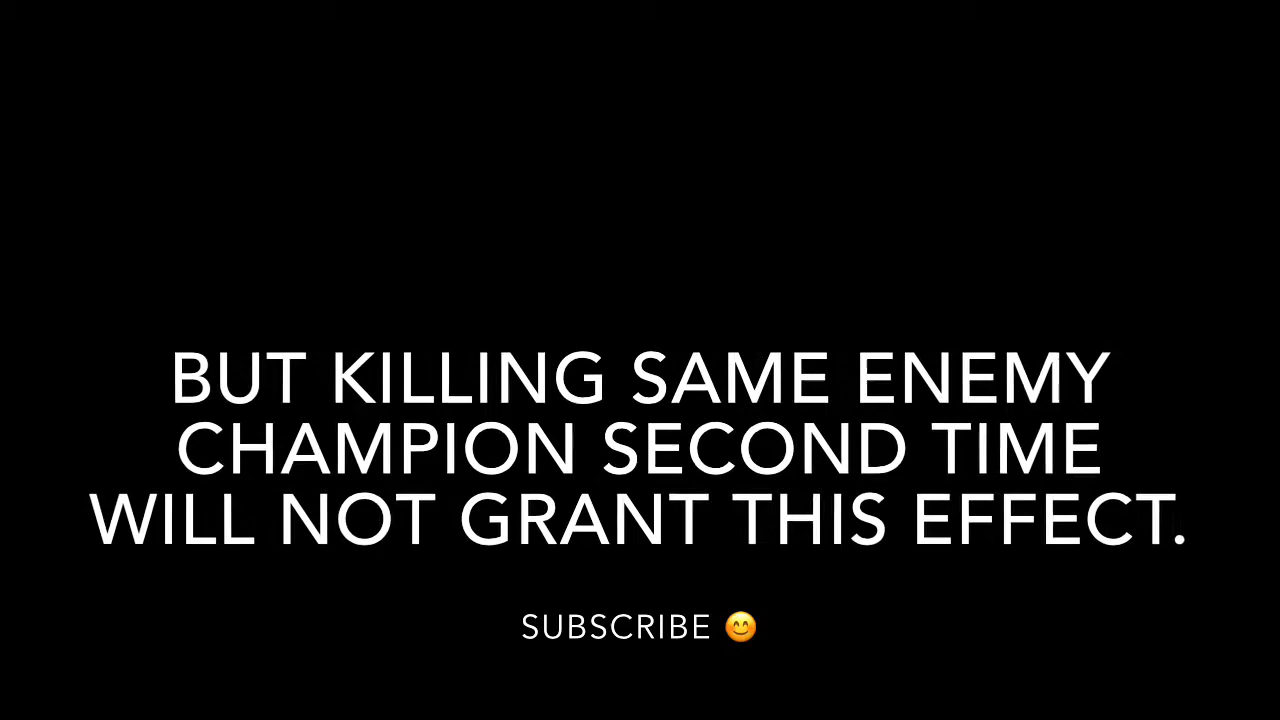 BUT KILLING SAME ENEMY
CHAMPION SECOND TIME
WILL NOT GRANT THIS EFFECT.
SUBSCRIBE 😊